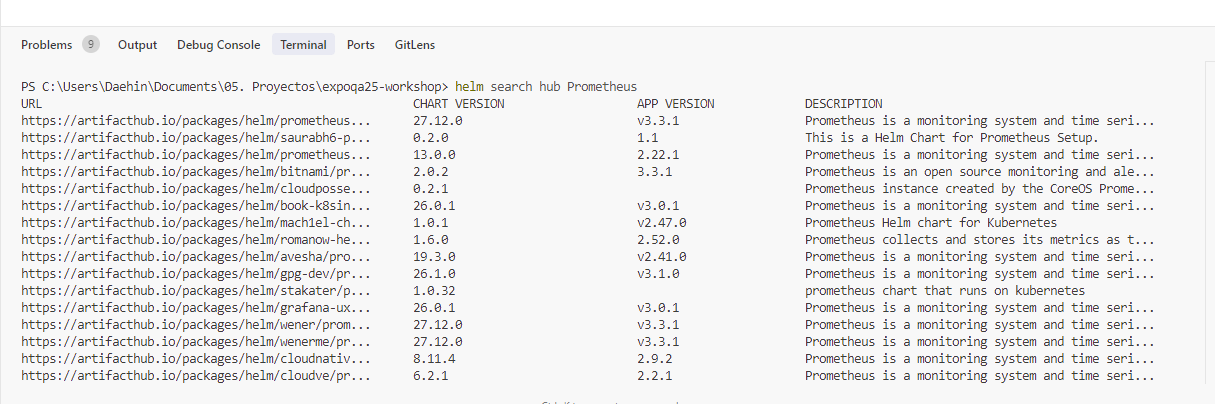 Problems 9 Output Debug Console Terminal Ports GitLens
PS C:\Users\Daehin\Documents\05. Proyectos\expoqa25-workshop> helm search hub Prometheus
URL CHART VERSION APP VERSION DESCRIPTION
https://artifacthub.io/packages/helm/prometheus... 27.12.0 v3.3.1 Prometheus is a monitoring system and time seri...
https://artifacthub.io/packages/helm/saurabh6-p... 0.2.0 1.1 This is a Helm Chart for Prometheus Setup.
https://artifacthub.io/packages/helm/prometheus... 13.0.0 2.22.1 Prometheus is a monitoring system and time seri...
https://artifacthub.io/packages/helm/bitnami/pr... 2.0.2 3.3.1 Prometheus is an open source monitoring and ale...
https://artifacthub.io/packages/helm/cloudposse... 0.2.1 Prometheus instance created by the CoreOS Prome...
https://artifacthub.io/packages/helm/book-k8sin... 26.0.1 v3.0.1 Prometheus is a monitoring system and time seri...
https://artifacthub.io/packages/helm/mach1el-ch... 1.0.1 v2.47.0 Prometheus Helm chart for Kubernetes
https://artifacthub.io/packages/helm/romanow-he... 1.6.0 2.52.0 Prometheus collects and stores its metrics as t...
https://artifacthub.io/packages/helm/avesha/pro... 19.3.0 v2.41.0 Prometheus is a monitoring system and time seri...
https://artifacthub.io/packages/helm/gpg-dev/pr... 26.1.0 v3.1.0 Prometheus is a monitoring system and time seri...
https://artifacthub.io/packages/helm/stakater/p... 1.0.32 prometheus chart that runs on kubernetes
https://artifacthub.io/packages/helm/grafana-ux... 26.0.1 v3.0.1 Prometheus is a monitoring system and time seri...
https://artifacthub.io/packages/helm/wener/prom... 27.12.0 v3.3.1 Prometheus is a monitoring system and time seri...
https://artifacthub.io/packages/helm/wenerme/pr... 27.12.0 v3.3.1 Prometheus is a monitoring system and time seri...
https://artifacthub.io/packages/helm/cloudnativ... 8.11.4 2.9.2 Prometheus is a monitoring system and time seri...
https://artifacthub.io/packages/helm/cloudve/pr... 6.2.1 2.2.1 Prometheus is a monitoring system and time seri...